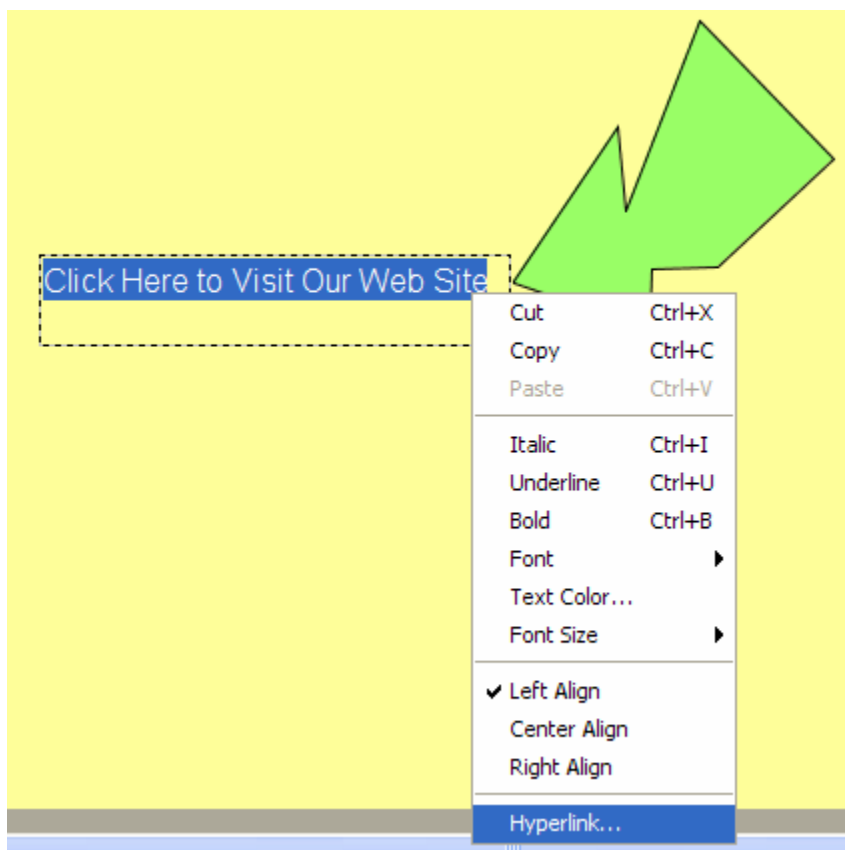 Click Here to Visit Our Web Site
Cut Ctrl+X
Copy Ctrl+C
Paste Ctrl+V
Italic Ctrl+I
Underline Ctrl+U
Bold Ctrl+B
Font
Text Color...
Font Size
Left Align
Center Align
Right Align
Hyperlink...